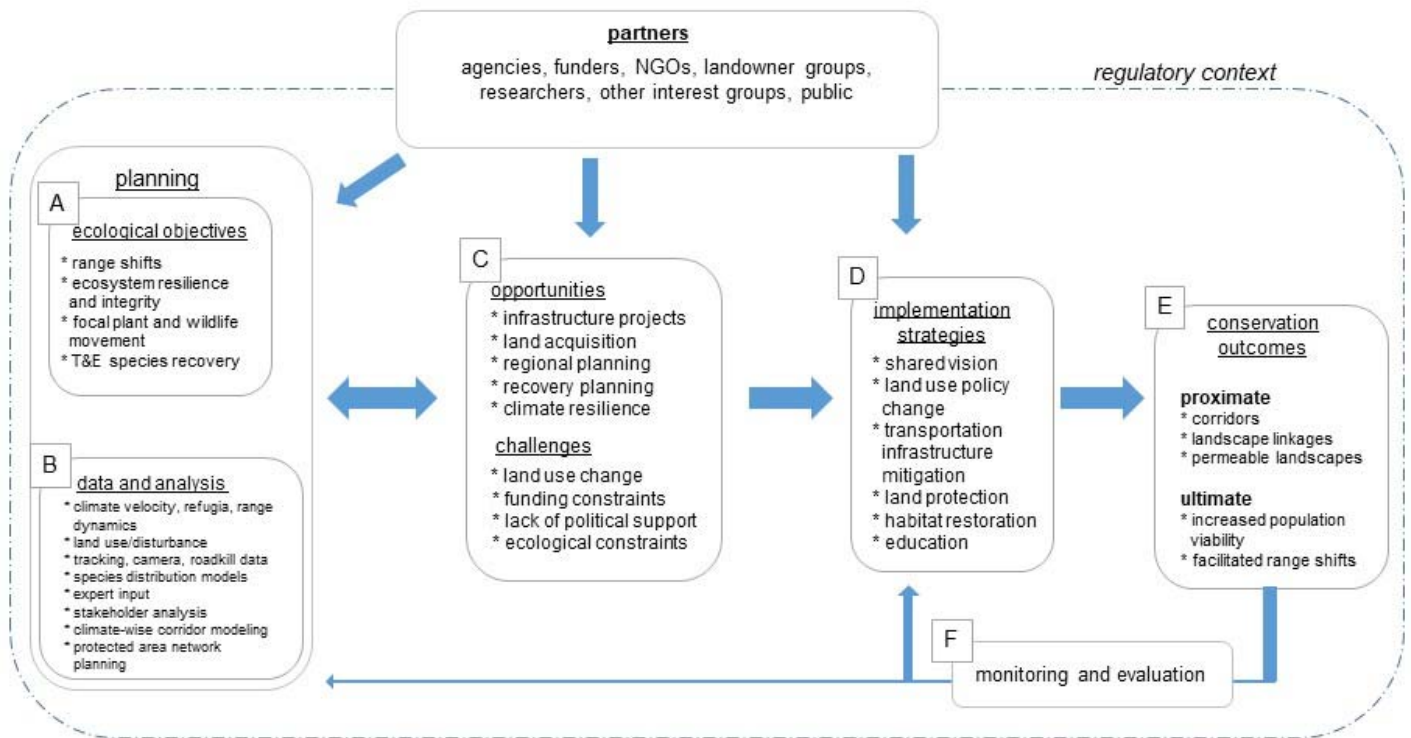 partners
agencies, funders, NGOs, landowner groups,
researchers, other interest groups, public
regulatory context
planning
A
ecological objectives
* range shifts
* ecosystem resilience
and integrity
* focal plant and wildlife
movement
* T&E species recovery
B
data and analysis
* climate velocity, refugia, range
dynamics
* land use/disturbance
* tracking, camera, roadkill data
* species distribution models
* expert input
* stakeholder analysis
* climate-wise corridor modeling
* protected area network
planning
C
opportunities
* infrastructure projects
* land acquisition
* regional planning
* recovery planning
* climate resilience
challenges
* land use change
* funding constraints
* lack of political support
* ecological constraints
D
implementation
strategies
* shared vision
* land use policy
change
* transportation
infrastructure
mitigation
* land protection
* habitat restoration
* education
E
conservation
outcomes
proximate
* corridors
* landscape linkages
* permeable landscapes
ultimate
* increased population
viability
* facilitated range shifts
F
monitoring and evaluation